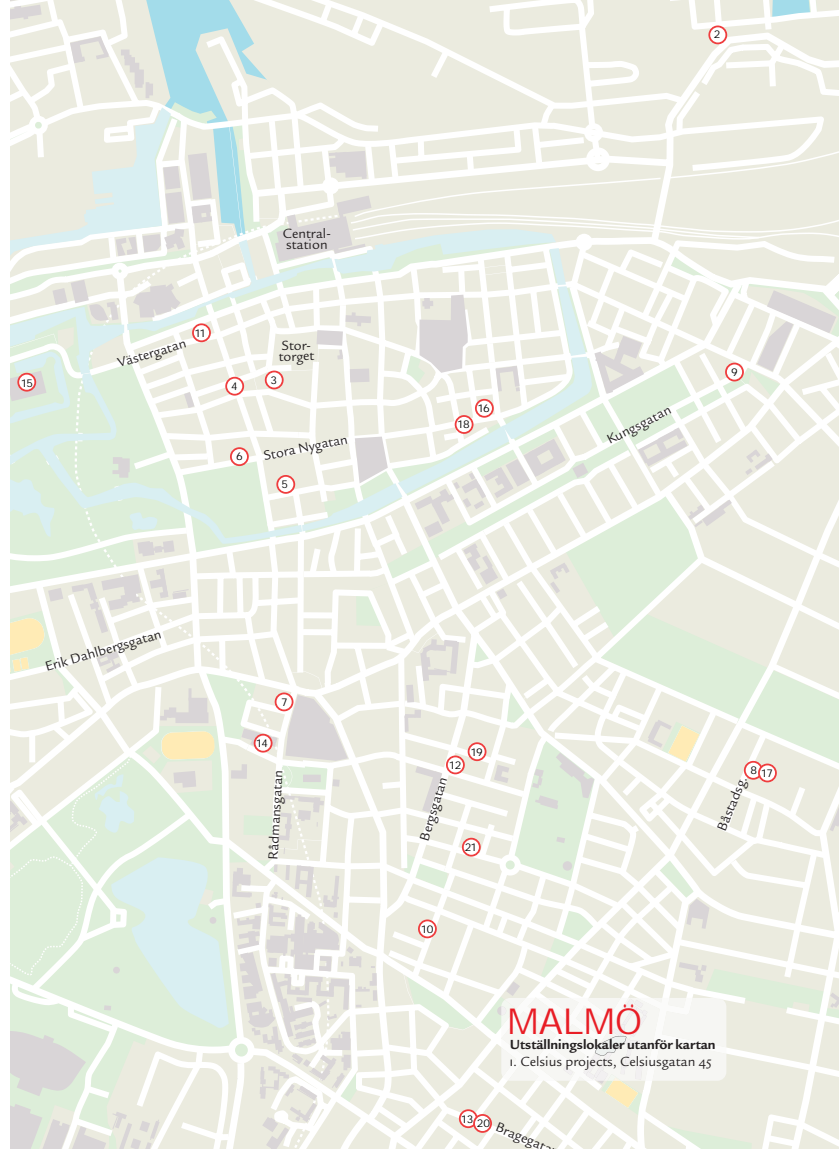 2
Central-
station
11
Västergatan
Stor-
torget
15
4
3
9
16
18
Kungsgatan
6
Stora Nygatan
5
Erik Dahlbergsgatan
7
14
19
12
8
17
Båstadsg.
Bergsgatan
Rådmansgatan
21
10
MALMÖ
Utställningslokaler utanför kartan
1. Celsius projects, Celsiusgatan 45
13
20